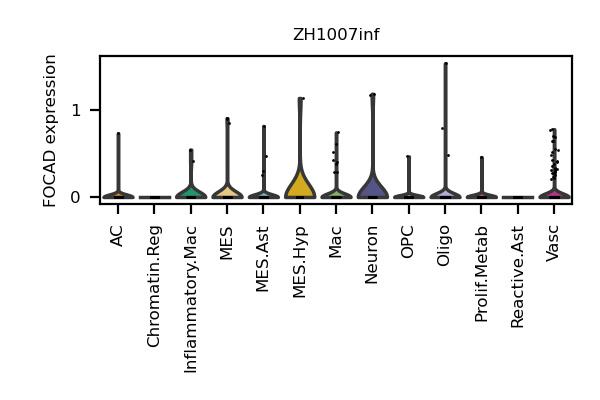 ZH1007inf
FOCAD expression
1
0
AC
Chromatin.Reg
Inflammatory.Mac
MES
MES.Ast
MES.Hyp
Mac
Neuron
OPC
Oligo
Prolif.Metab
Reactive.Ast
Vasc